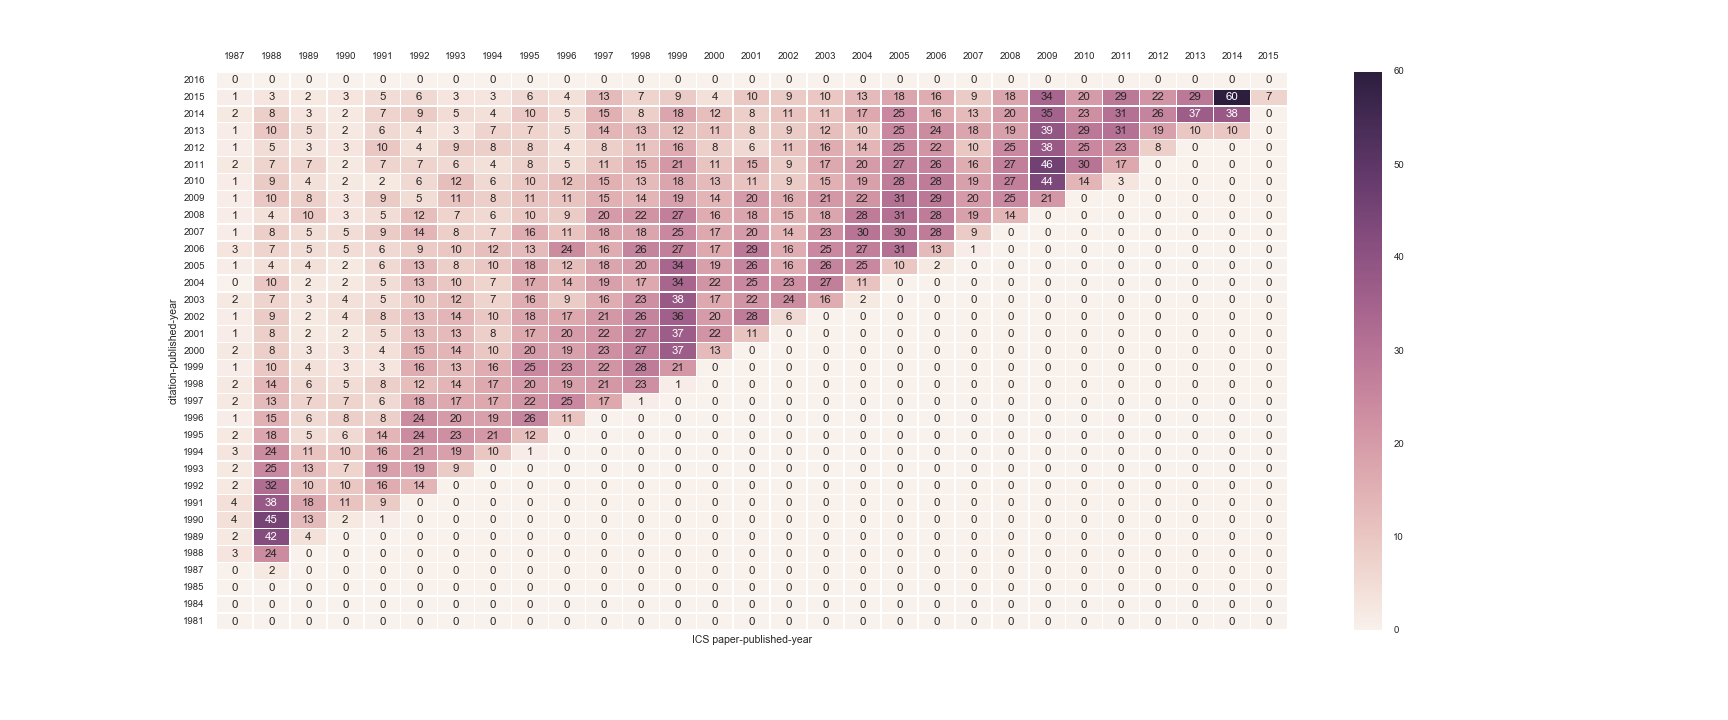 1987 1988 1989 1990 1991 1992 1993 1994 1995 1996 1997 1998 1999 2000 2001 2002 2003 2004 2005 2006 2007 2008 2009 2010 2011 2012 2013 2014 2015
2016 0 0 0 0 0 0 0 0 0 0 0 0 0 0 0 0 0 0 0 0 0 0 0 0 0 0 0 0 0
2015 1 3 2 3 5 6 3 3 6 4 13 7 9 4 10 9 10 13 18 16 9 18 34 20 29 22 29 60 7
2014 2 8 3 2 7 9 5 4 10 5 15 8 18 12 8 11 11 17 25 16 13 20 35 23 31 26 37 38 0
2013 1 10 5 2 6 4 3 7 7 5 14 13 12 11 8 9 12 10 25 24 18 19 39 29 31 19 10 10 0
2012 1 5 3 3 10 4 9 8 8 4 8 11 16 8 6 11 16 14 25 22 10 25 38 25 23 8 0 0 0
2011 2 7 7 2 7 7 6 4 8 5 11 15 21 11 15 9 17 20 27 26 16 27 46 30 17 0 0 0 0
2010 1 9 4 2 2 6 12 6 10 12 15 13 18 13 11 9 15 19 28 28 19 27 44 14 3 0 0 0 0
2009 1 10 8 3 9 5 11 8 11 11 15 14 19 14 20 16 21 22 31 29 20 25 21 0 0 0 0 0 0
2008 1 4 10 3 5 12 7 6 10 9 20 22 27 16 18 15 18 28 31 28 19 14 0 0 0 0 0 0 0
2007 1 8 5 5 9 14 8 7 16 11 18 18 25 17 20 14 23 30 30 28 9 0 0 0 0 0 0 0 0
2006 3 7 5 5 6 9 10 12 13 24 16 26 27 17 29 16 25 27 31 13 1 0 0 0 0 0 0 0 0
2005 1 4 4 2 6 13 8 10 18 12 18 20 34 19 26 16 26 25 10 2 0 0 0 0 0 0 0 0 0
2004 0 10 2 2 5 13 10 7 17 14 19 17 34 22 25 23 27 11 0 0 0 0 0 0 0 0 0 0 0
2003 2 7 3 4 5 10 12 7 16 9 16 23 38 17 22 24 16 2 0 0 0 0 0 0 0 0 0 0 0
2002 1 9 2 4 8 13 14 10 18 17 21 26 36 20 28 6 0 0 0 0 0 0 0 0 0 0 0 0 0
2001 1 8 2 2 5 13 13 8 17 20 22 27 37 22 11 0 0 0 0 0 0 0 0 0 0 0 0 0 0
2000 2 8 3 3 4 15 14 10 20 19 23 27 37 13 0 0 0 0 0 0 0 0 0 0 0 0 0 0 0
1999 1 10 4 3 3 16 13 16 25 23 22 28 21 0 0 0 0 0 0 0 0 0 0 0 0 0 0 0 0
1998 2 14 6 5 8 12 14 17 20 19 21 23 1 0 0 0 0 0 0 0 0 0 0 0 0 0 0 0 0
1997 2 13 7 7 6 18 17 17 22 25 17 1 0 0 0 0 0 0 0 0 0 0 0 0 0 0 0 0 0
1996 1 15 6 8 8 24 20 19 26 11 0 0 0 0 0 0 0 0 0 0 0 0 0 0 0 0 0 0 0
1995 2 18 5 6 14 24 23 21 12 0 0 0 0 0 0 0 0 0 0 0 0 0 0 0 0 0 0 0 0
1994 3 24 11 10 16 21 19 10 1 0 0 0 0 0 0 0 0 0 0 0 0 0 0 0 0 0 0 0 0
1993 2 25 13 7 19 19 9 0 0 0 0 0 0 0 0 0 0 0 0 0 0 0 0 0 0 0 0 0 0
1992 2 32 10 10 16 14 0 0 0 0 0 0 0 0 0 0 0 0 0 0 0 0 0 0 0 0 0 0 0
1991 4 38 18 11 9 0 0 0 0 0 0 0 0 0 0 0 0 0 0 0 0 0 0 0 0 0 0 0 0
1990 4 45 13 2 1 0 0 0 0 0 0 0 0 0 0 0 0 0 0 0 0 0 0 0 0 0 0 0 0
1989 2 42 4 0 0 0 0 0 0 0 0 0 0 0 0 0 0 0 0 0 0 0 0 0 0 0 0 0 0
1988 3 24 0 0 0 0 0 0 0 0 0 0 0 0 0 0 0 0 0 0 0 0 0 0 0 0 0 0 0
1987 0 2 0 0 0 0 0 0 0 0 0 0 0 0 0 0 0 0 0 0 0 0 0 0 0 0 0 0 0
1985 0 0 0 0 0 0 0 0 0 0 0 0 0 0 0 0 0 0 0 0 0 0 0 0 0 0 0 0 0
1984 0 0 0 0 0 0 0 0 0 0 0 0 0 0 0 0 0 0 0 0 0 0 0 0 0 0 0 0 0
1981 0 0 0 0 0 0 0 0 0 0 0 0 0 0 0 0 0 0 0 0 0 0 0 0 0 0 0 0 0
citation-published-year
ICS paper-published-year
60
50
40
30
20
10
0